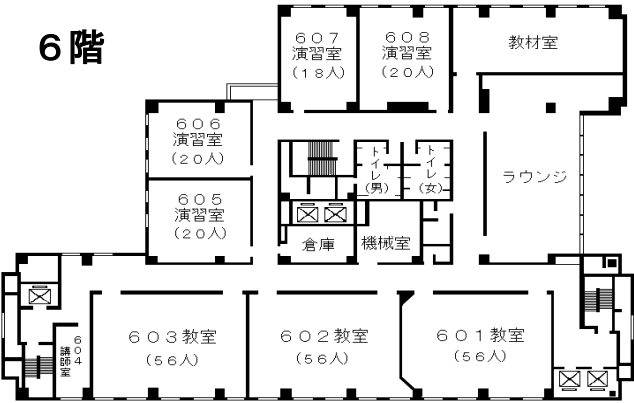 6階
607
演習室
(18人)
608
演習室
(20人)
教材室
606
演習室
(20人)
トイレ
(男)
トイレ
(女)
ラウンジ
605
演習室
(20人)
倉庫
機械室
604
講師室
603教室
(56人)
602教室
(56人)
601教室
(56人)